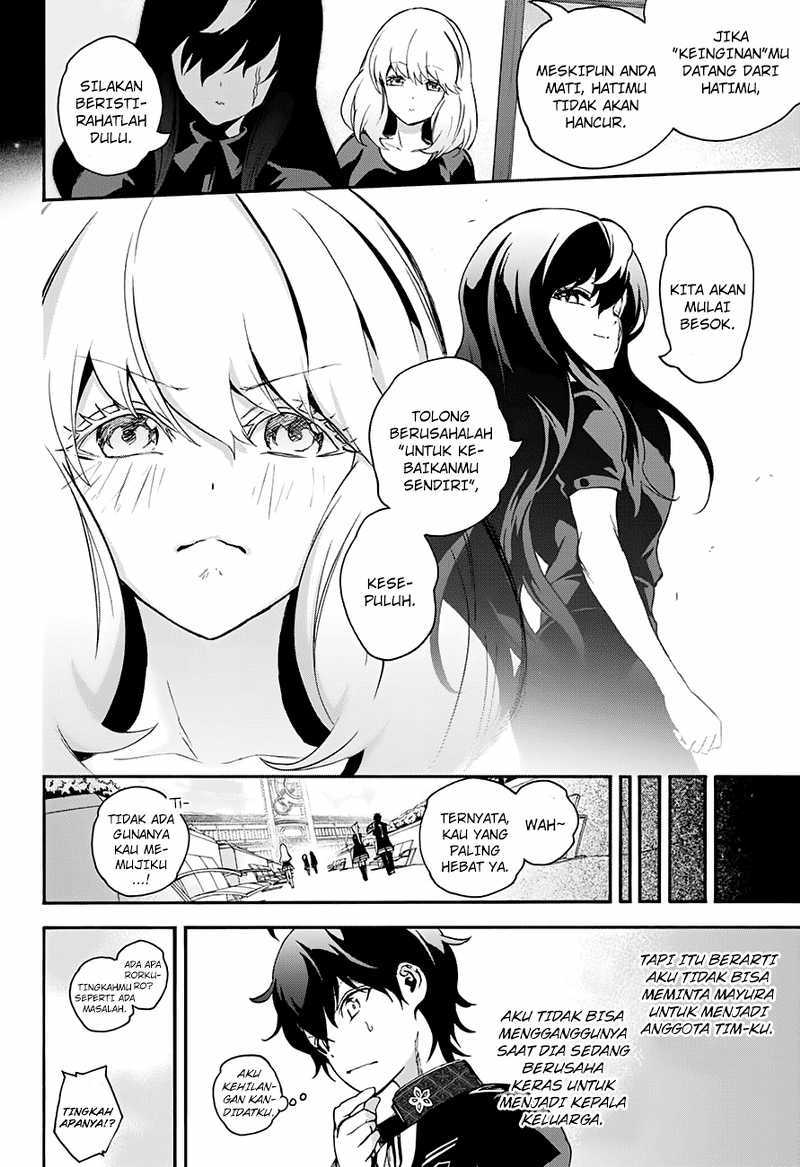 JIKA
"KEINGINAN"MU
DATANG DARI
HATIMU,
MESKIPUN ANDA
MATI, HATIMU
TIDAK AKAN
HANCUR.
SILAKAN
BERISTI-
RAHATLAH
DULU.
KITA AKAN
MULAI
BESOK.
TOLONG
BERUSAHALAH
"UNTUK KE-
BAIKANMU
SENDIRI",
KESE-
PULUH.
WAH~
TERNYATA,
KAU YANG
PALING
HEBAT YA.
TI-
TIDAK ADA
GUNANYA
KAU ME-
MUJIKU
...!
TAPI ITU BERARTI
AKU TIDAK BISA
MEMINTA MAYURA
UNTUK MENJADI
ANGGOTA TIM-KU.
AKU TIDAK BISA
MENGGANGGUNYA
SAAT DIA SEDANG
BERUSAHA
KERAS UNTUK
MENJADI KEPALA
KELUARGA.
AKU
KEHILAN-
GAN KAN-
DIDATKU.
ADA APA
RORKU-
RO?
TINGKAHMU
SEPERTI ADA
MASALAH.
TINGKAH
APANYA!?